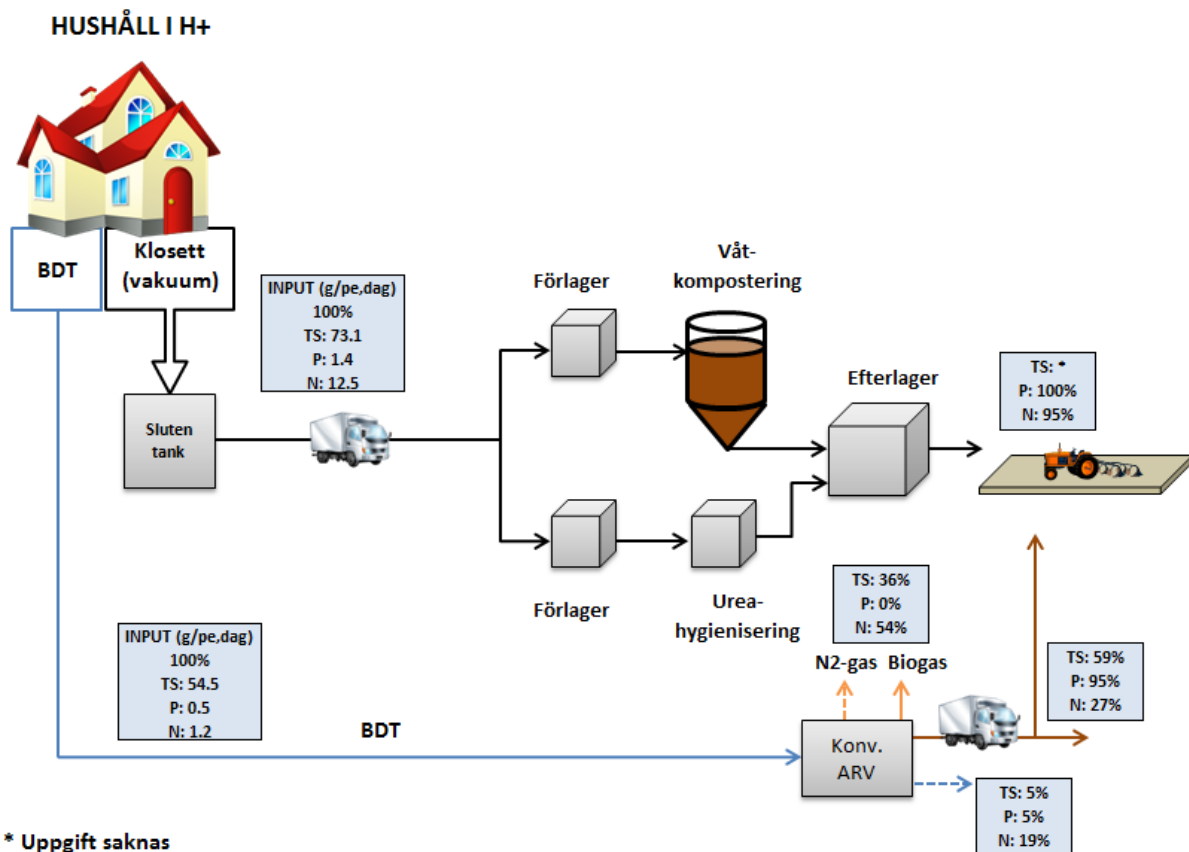 HUSHÅLL I H+
BDT
Klosett
(vakuum)
INPUT (g/pe,dag)
100%
TS: 73.1
P: 1.4
N: 12.5
Sluten
tank
Förlager
Våt-
kompostering
Efterlager
TS: *
P: 100%
N: 95%
Förlager
Urea-
hygienisering
TS: 36%
P: 0%
N: 54%
N2-gas Biogas
INPUT (g/pe,dag)
100%
TS: 54.5
P: 0.5
N: 1.2
BDT
Konv.
ARV
TS: 59%
P: 95%
N: 27%
TS: 5%
P: 5%
N: 19%
* Uppgift saknas